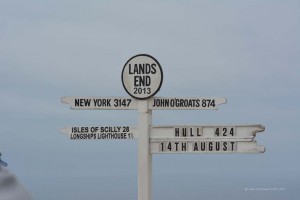 LANDS
END
2013
NEW YORK 3147
JOHN O'GROATS 874
ISLES OF SCILLY 28
LONGSHIPS LIGHTHOUSE 1½
HULL 424
14TH AUGUST